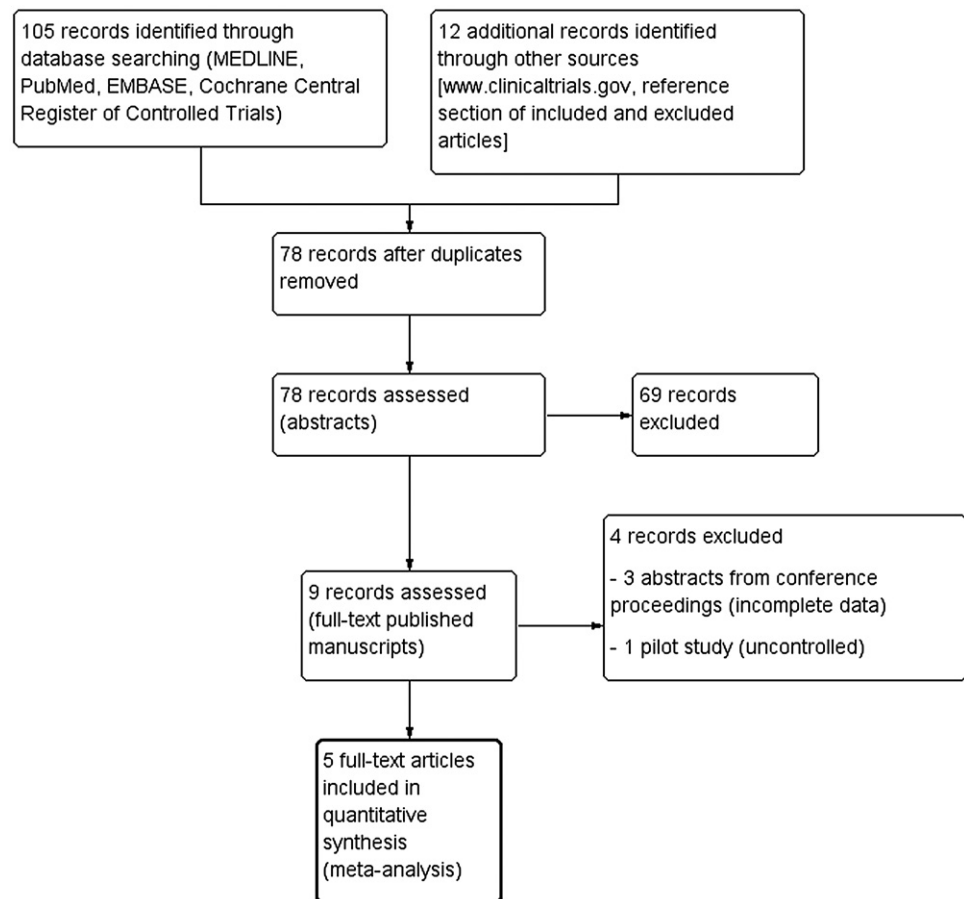 105 records identified through
database searching (MEDLINE,
PubMed, EMBASE, Cochrane Central
Register of Controlled Trials)
12 additional records identified
through other sources
[www.clinicaltrials.gov, reference
section of included and excluded
articles]
78 records after duplicates
removed
78 records assessed
(abstracts)
69 records
excluded
9 records assessed
(full-text published
manuscripts)
4 records excluded
- 3 abstracts from conference
proceedings (incomplete data)
- 1 pilot study (uncontrolled)
5 full-text articles
included in
quantitative
synthesis
(meta-analysis)